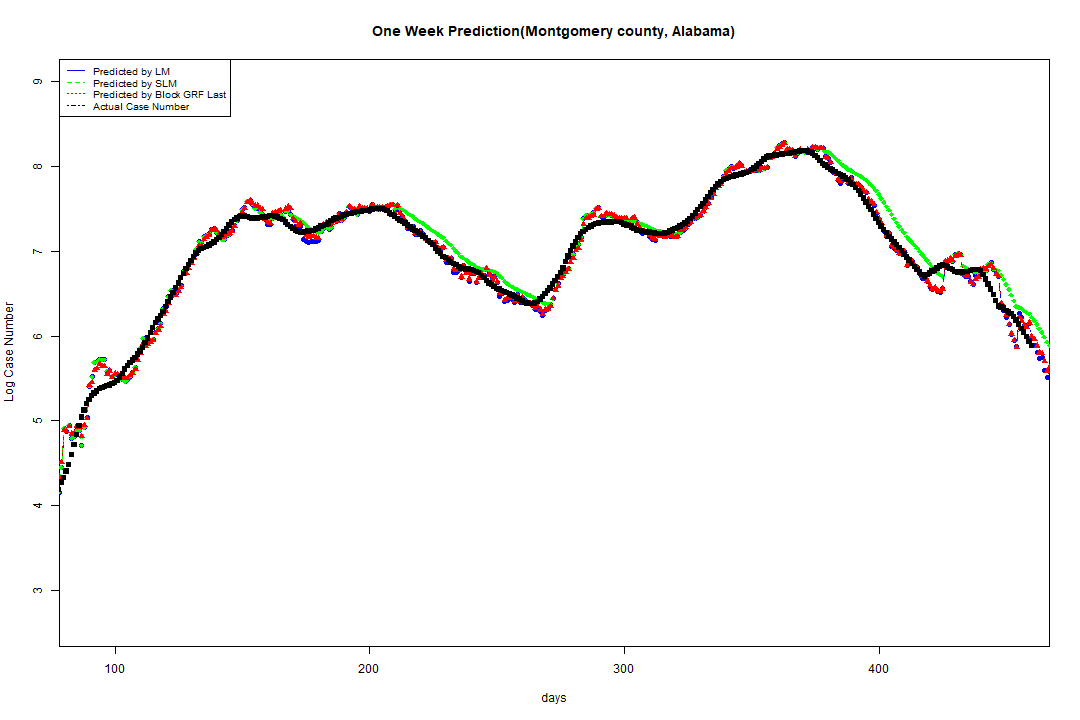 One Week Prediction(Montgomery county, Alabama)
Predicted by LM
Predicted by SLM
Predicted by Block GRF Last
Actual Case Number
9
8
7
6
5
4
3
Log Case Number
100 200 300 400
days